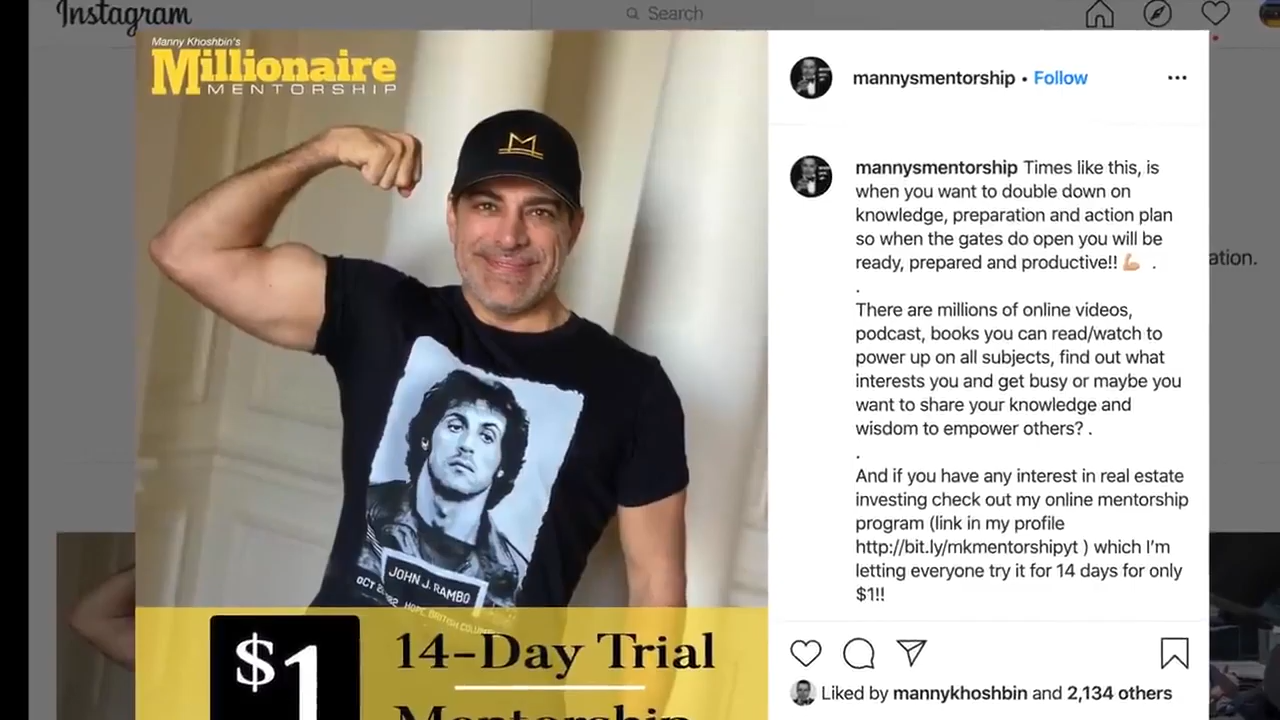 Instagram
Search
Manny Khoshbin's
Millionaire
MENTORSHIP
JOHN J. RAMBO
HOPE, BRITISH
$1
14-Day Trial
Mentorship
mannysmentorship • Follow
mannysmentorship Times like this, is
when you want to double down on
knowledge, preparation and action plan
so when the gates do open you will be
ready, prepared and productive!! 💪🏼 .
.
There are millions of online videos,
podcast, books you can read/watch to
power up on all subjects, find out what
interests you and get busy or maybe you
want to share your knowledge and
wisdom to empower others? .
.
And if you have any interest in real estate
investing check out my online mentorship
program (link in my profile
http://bit.ly/mkmentorshipyt ) which I'm
letting everyone try it for 14 days for only
$1!!
Liked by mannykhoshbin and 2,134 others
ation.